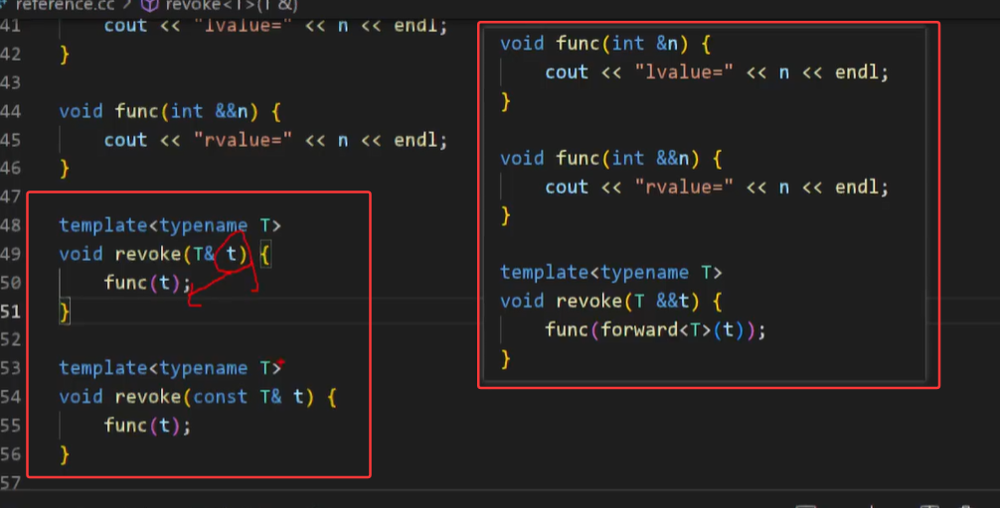 reference.cc > revoke<T>(T &)
41 cout << "lvalue=" << n << endl;
42 }
43
44 void func(int &&n) {
45 cout << "rvalue=" << n << endl;
46 }
47
48 template<typename T>
49 void revoke(T& t) {
50 func(t);
51 }
52
53 template<typename T>
54 void revoke(const T& t) {
55 func(t);
56 }
57
void func(int &n) {
cout << "lvalue=" << n << endl;
}
void func(int &&n) {
cout << "rvalue=" << n << endl;
}
template<typename T>
void revoke(T &&t) {
func(forward<T>(t));
}